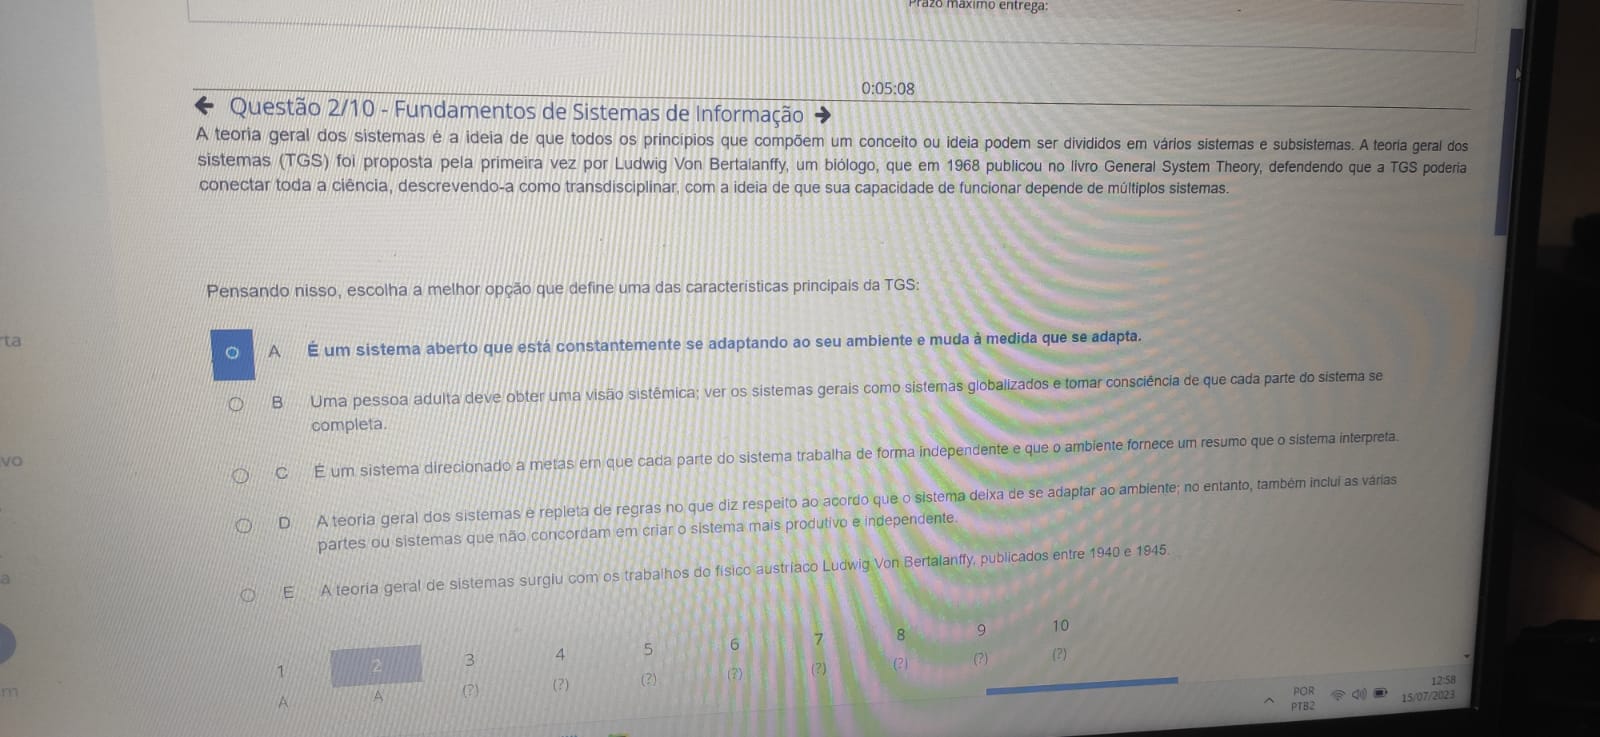 Prazo máximo entrega:
0:05:08
← Questão 2/10 - Fundamentos de Sistemas de Informação →
A teoria geral dos sistemas é a ideia de que todos os princípios que compõem um conceito ou ideia podem ser divididos em vários sistemas e subsistemas. A teoria geral dos
sistemas (TGS) foi proposta pela primeira vez por Ludwig Von Bertalanffy, um biólogo, que em 1968 publicou no livro General System Theory, defendendo que a TGS poderia
conectar toda a ciência, descrevendo-a como transdisciplinar, com a ideia de que sua capacidade de funcionar depende de múltiplos sistemas.
Pensando nisso, escolha a melhor opção que define uma das características principais da TGS:
rta
A É um sistema aberto que está constantemente se adaptando ao seu ambiente e muda à medida que se adapta.
B Uma pessoa adulta deve obter uma visão sistêmica; ver os sistemas gerais como sistemas globalizados e tomar consciência de que cada parte do sistema se
completa.
vo
C É um sistema direcionado a metas em que cada parte do sistema trabalha de forma independente e que o ambiente fornece um resumo que o sistema interpreta.
D A teoria geral dos sistemas é repleta de regras no que diz respeito ao acordo que o sistema deixa de se adaptar ao ambiente; no entanto, também inclui as várias
partes ou sistemas que não concordam em criar o sistema mais produtivo e independente.
a
E A teoria geral de sistemas surgiu com os trabalhos do físico austríaco Ludwig Von Bertalanffy, publicados entre 1940 e 1945.
1 2 3 4 5 6 7 8 9 10
A A (?) (?) (?) (?) (?) (?) (?) (?)
m
POR 12:58
PTB2 15/07/2023